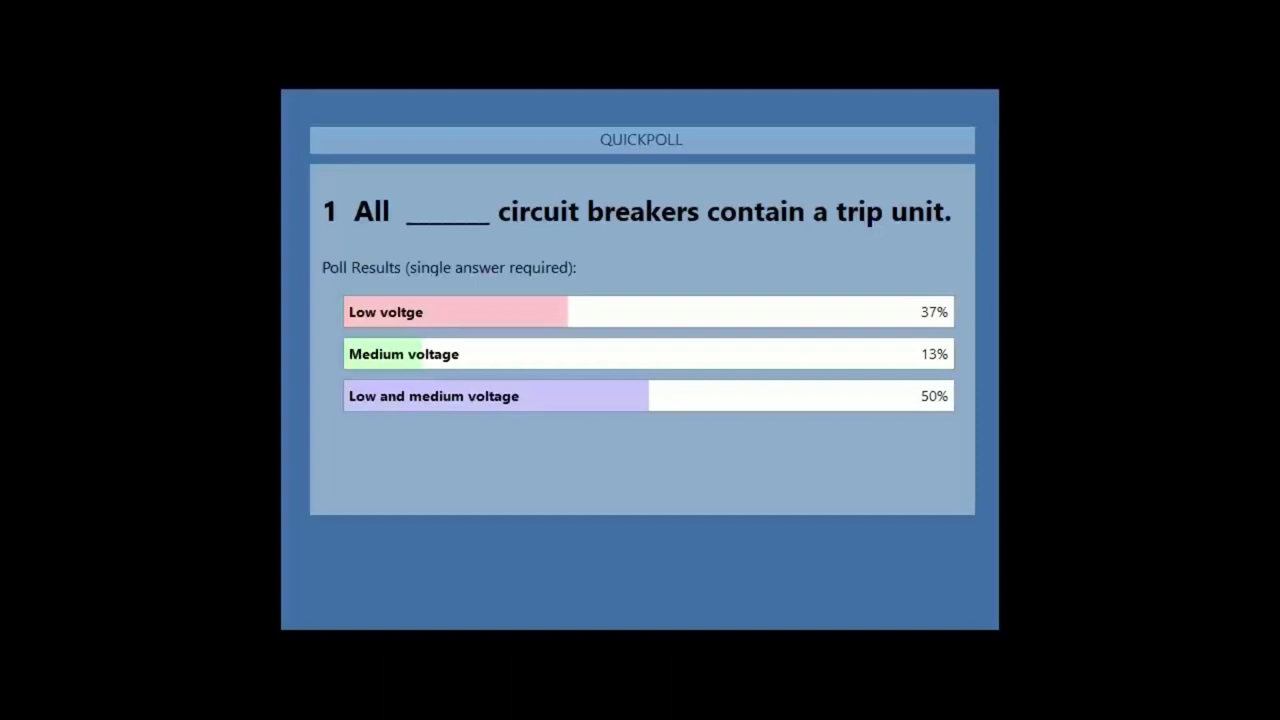 QUICKPOLL
1 All ______ circuit breakers contain a trip unit.
Poll Results (single answer required):
Low voltge 37%
Medium voltage 13%
Low and medium voltage 50%